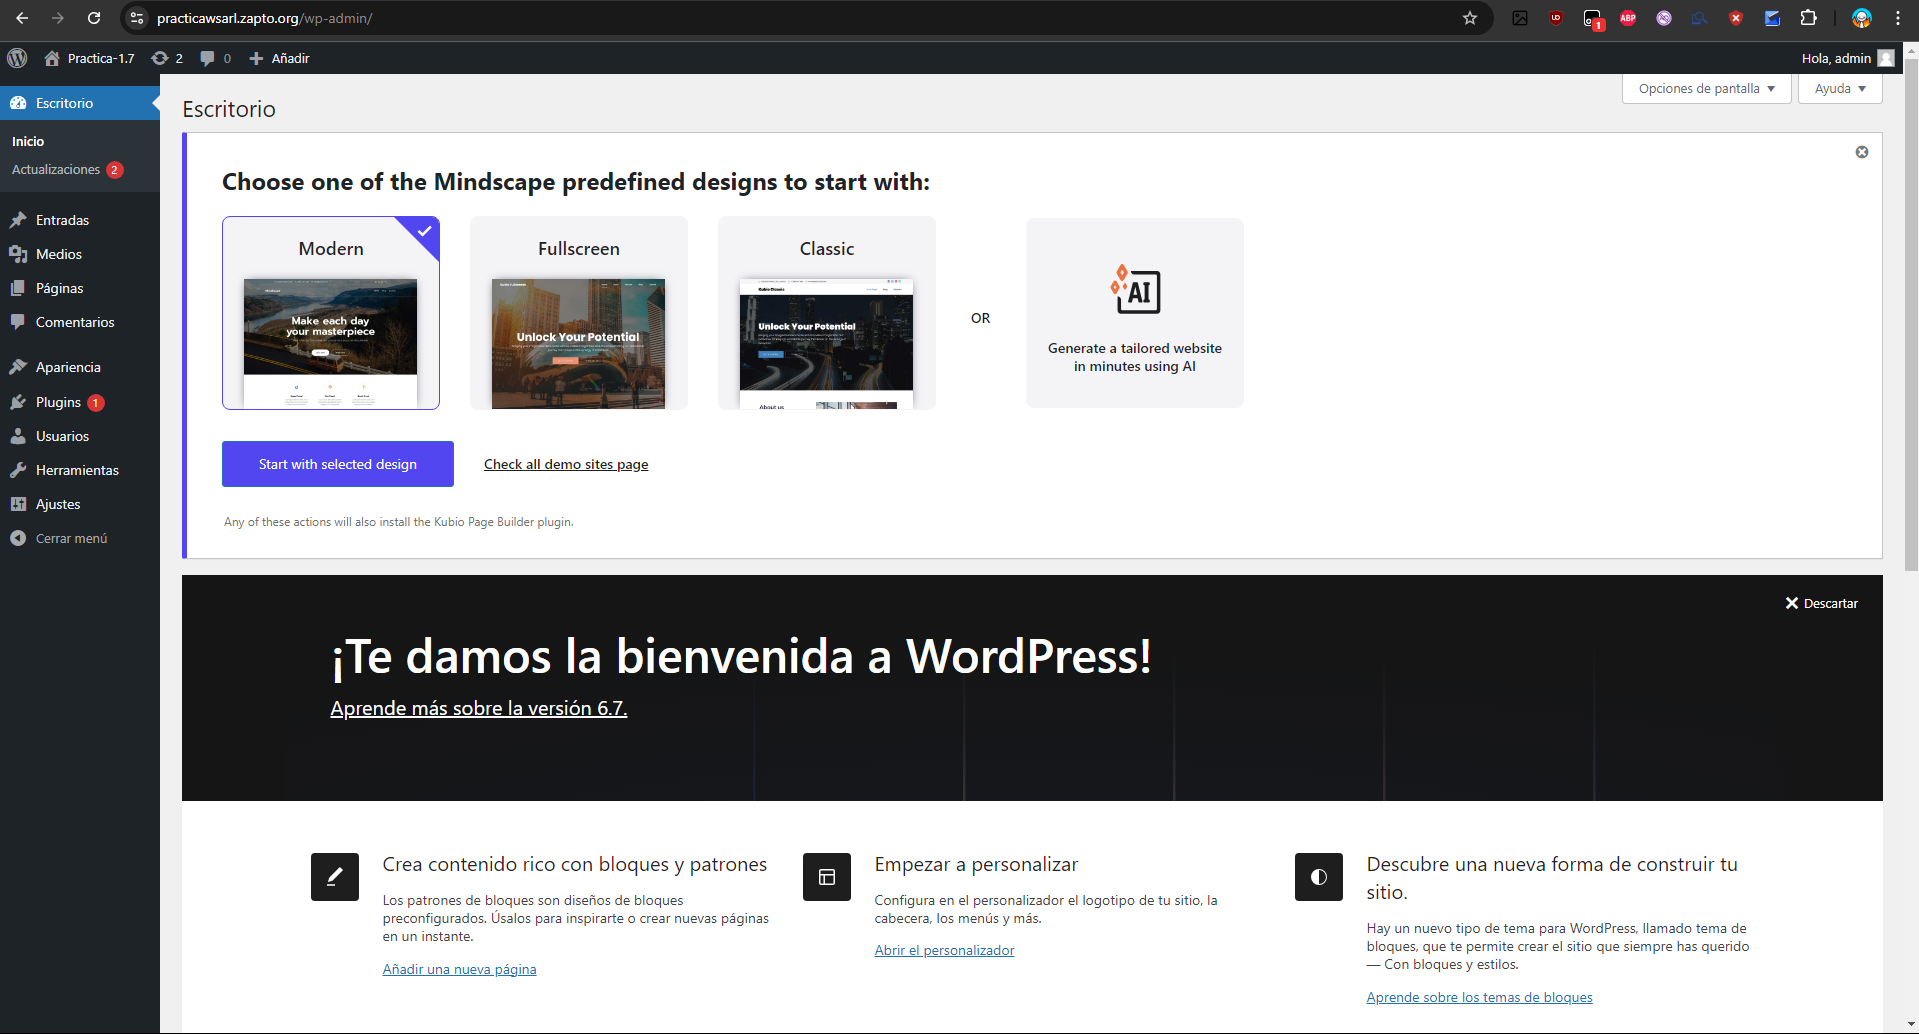 practicawsarl.zapto.org/wp-admin/
1
ABP
Practica-1.7
2
0
Añadir
Hola, admin
Opciones de pantalla
Ayuda
Escritorio
Inicio
Actualizaciones 2
Entradas
Medios
Páginas
Comentarios
Apariencia
Plugins 1
Usuarios
Herramientas
Ajustes
Cerrar menú
Escritorio
Choose one of the Mindscape predefined designs to start with:
Modern
Make each day
your masterpiece
Fullscreen
Unlock Your Potential
Classic
Unlock Your Potential
About us
OR
AI
Generate a tailored website
in minutes using AI
Start with selected design
Check all demo sites page
Any of these actions will also install the Kubio Page Builder plugin.
Descartar
¡Te damos la bienvenida a WordPress!
Aprende más sobre la versión 6.7.
Crea contenido rico con bloques y patrones
Los patrones de bloques son diseños de bloques
preconfigurados. Úsalos para inspirarte o crear nuevas páginas
en un instante.
Añadir una nueva página
Empezar a personalizar
Configura en el personalizador el logotipo de tu sitio, la
cabecera, los menús y más.
Abrir el personalizador
Descubre una nueva forma de construir tu
sitio.
Hay un nuevo tipo de tema para WordPress, llamado tema de
bloques, que te permite crear el sitio que siempre has querido
— Con bloques y estilos.
Aprende sobre los temas de bloques